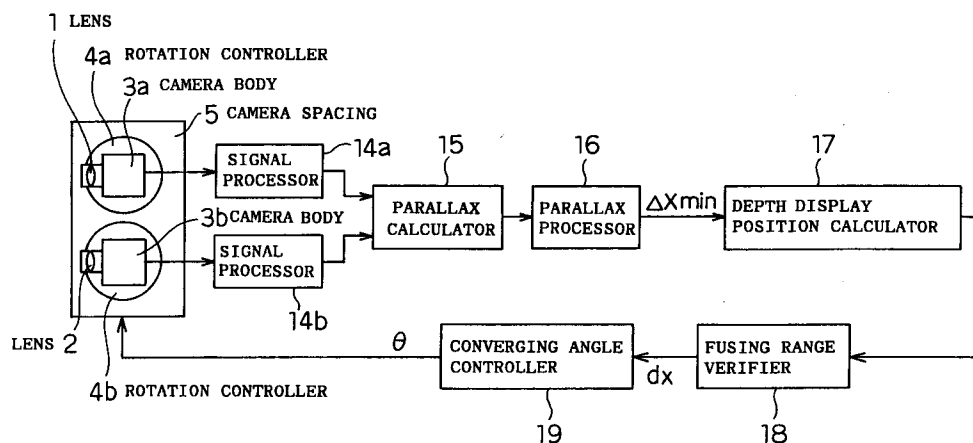 1 LENS
4a ROTATION CONTROLLER
3a CAMERA BODY
5 CAMERA SPACING
14a
SIGNAL
PROCESSOR
15
PARALLAX
CALCULATOR
16
PARALLAX
PROCESSOR
ΔXmin
17
DEPTH DISPLAY
POSITION CALCULATOR
3b CAMERA BODY
SIGNAL
PROCESSOR
14b
LENS 2
4b ROTATION CONTROLLER
θ
CONVERGING ANGLE
CONTROLLER
19
dx
FUSING RANGE
VERIFIER
18